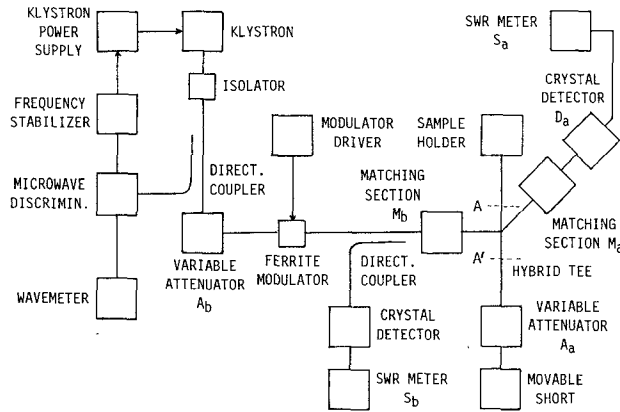 KLYSTRON
POWER
SUPPLY
KLYSTRON
SWR METER
Sa
ISOLATOR
CRYSTAL
DETECTOR
Da
FREQUENCY
STABILIZER
MODULATOR
DRIVER
SAMPLE
HOLDER
DIRECT.
COUPLER
MICROWAVE
DISCRIMIN.
MATCHING
SECTION
Mb
A
MATCHING
SECTION Ma
A'
HYBRID TEE
WAVEMETER
VARIABLE
ATTENUATOR
Ab
FERRITE
MODULATOR
DIRECT.
COUPLER
CRYSTAL
DETECTOR
VARIABLE
ATTENUATOR
Aa
SWR METER
Sb
MOVABLE
SHORT